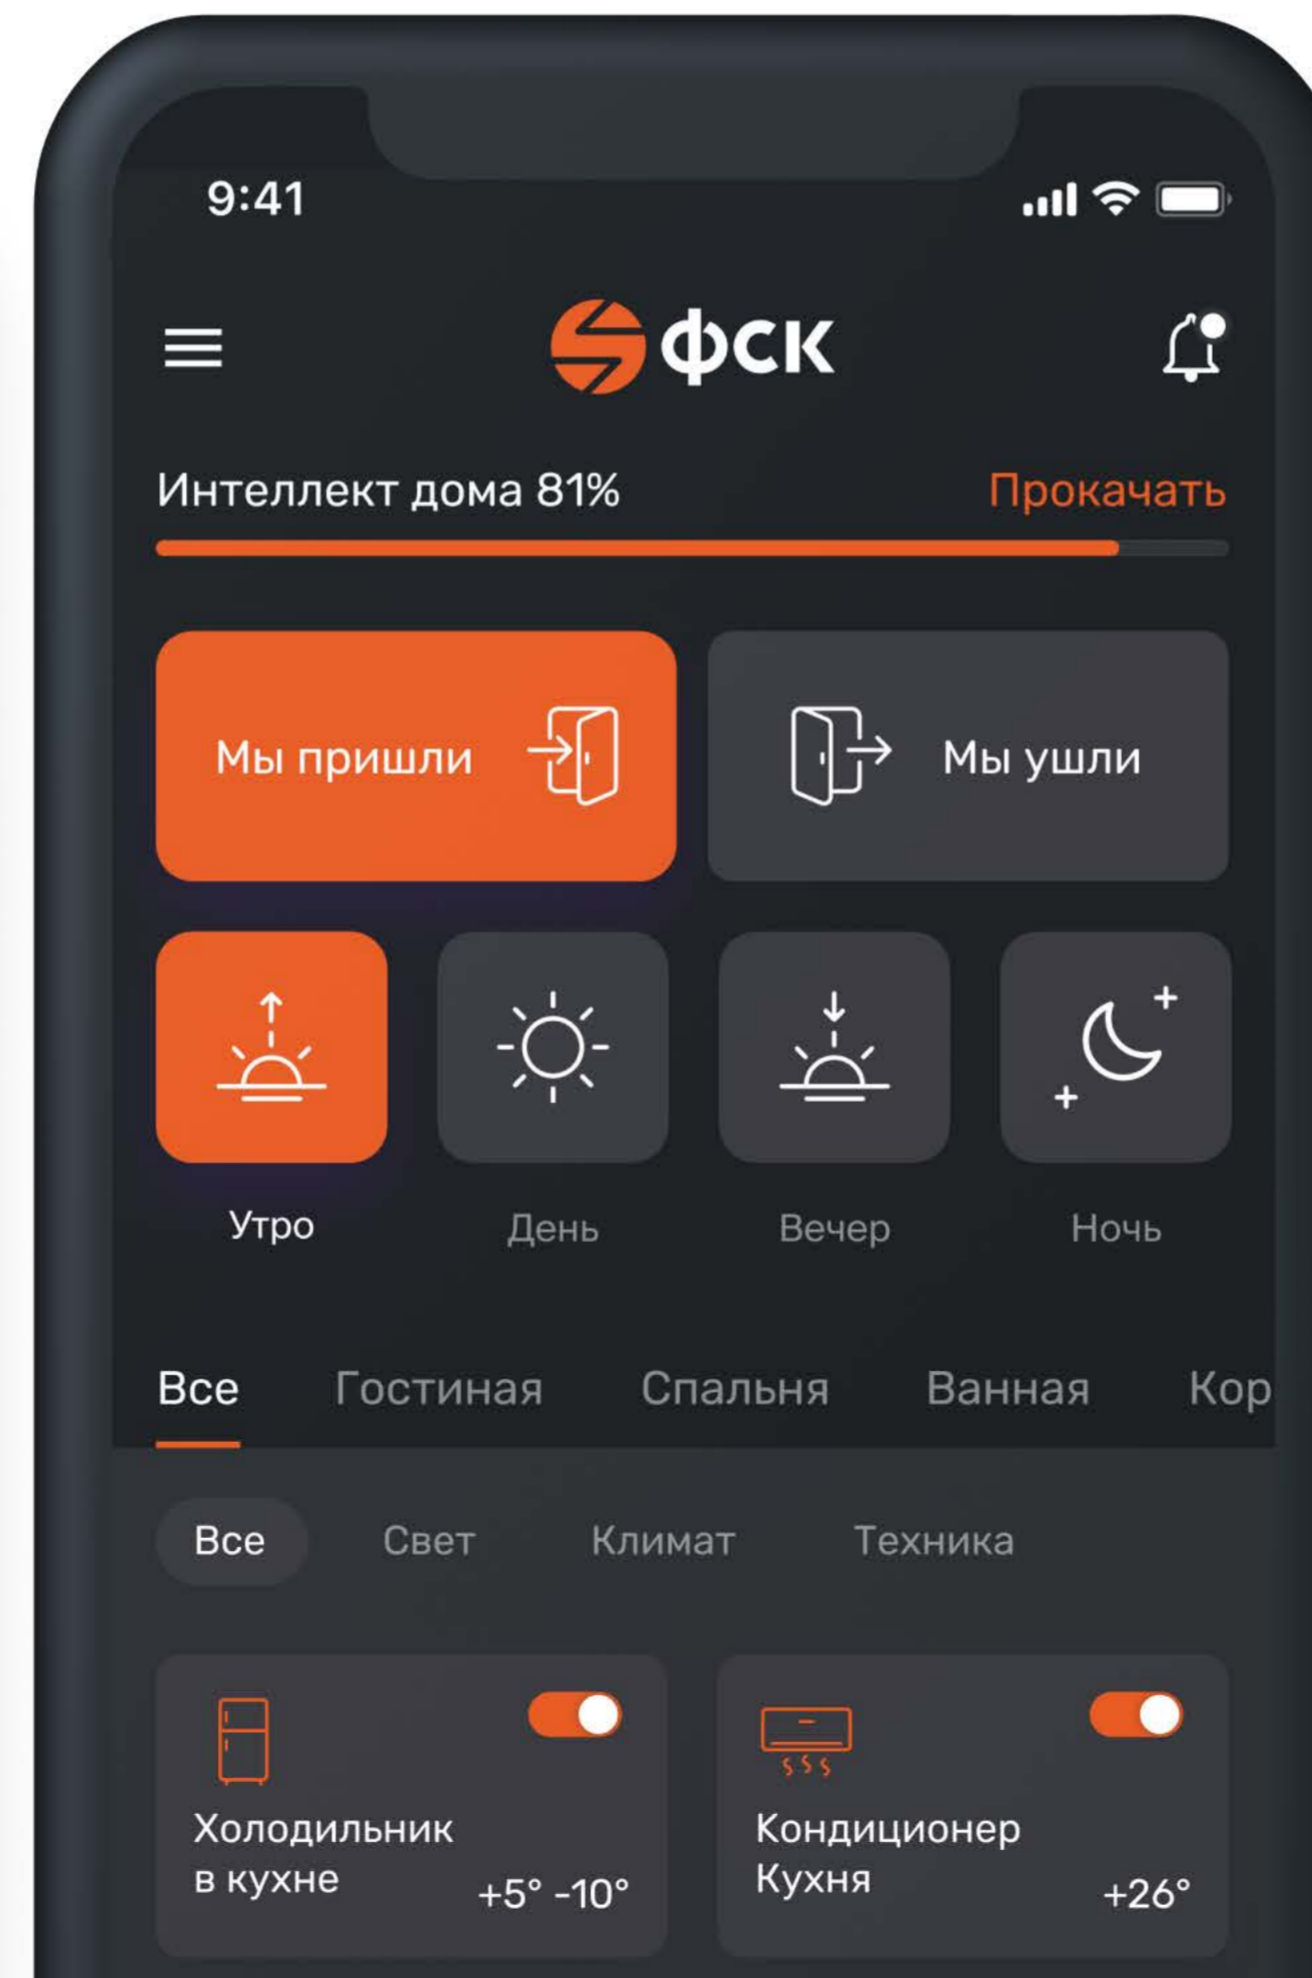 9:41
фск
Интеллект дома 81%
Прокачать
Мы пришли
Мы ушли
Утро
День
Вечер
Ночь
Все
Гостиная
Спальня
Ванная
Кор
Все
Свет
Климат
Техника
Холодильник
в кухне
+5° -10°
Кондиционер
Кухня
+26°